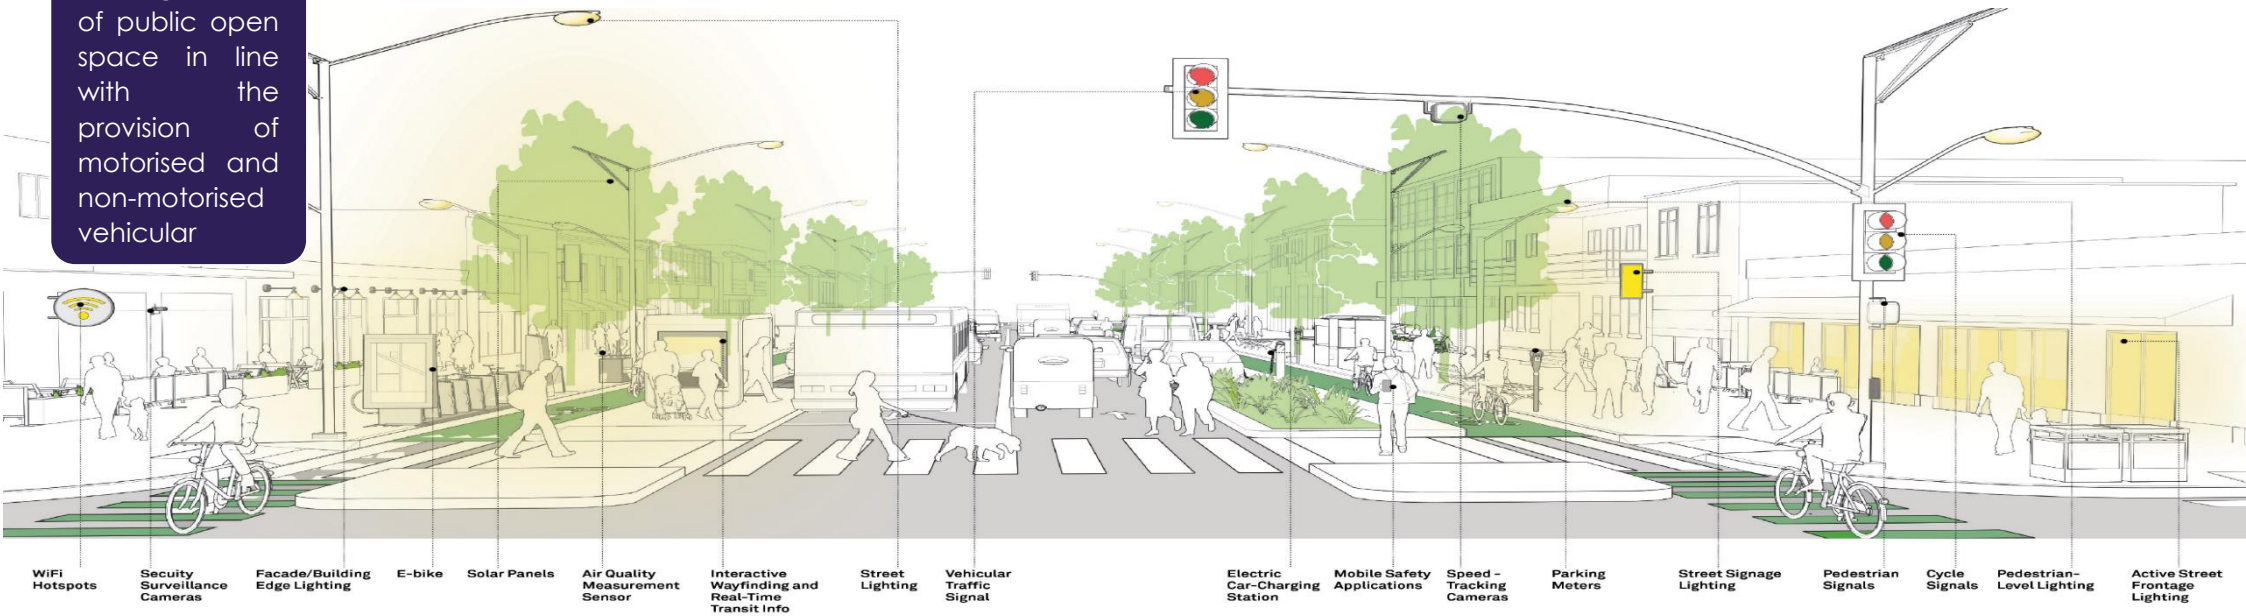 of public open
space in line
with the
provision of
motorised and
non-motorised
vehicular
WiFi
Hotspots
Secuity
Surveillance
Cameras
Facade/Building
Edge Lighting
E-bike
Solar Panels
Air Quality
Measurement
Sensor
Interactive
Wayfinding and
Real-Time
Transit Info
Street
Lighting
Vehicular
Traffic
Signal
Electric
Car-Charging
Station
Mobile Safety
Applications
Speed -
Tracking
Cameras
Parking
Meters
Street Signage
Lighting
Pedestrian
Signals
Cycle
Signals
Pedestrian-
Level Lighting
Active Street
Frontage
Lighting